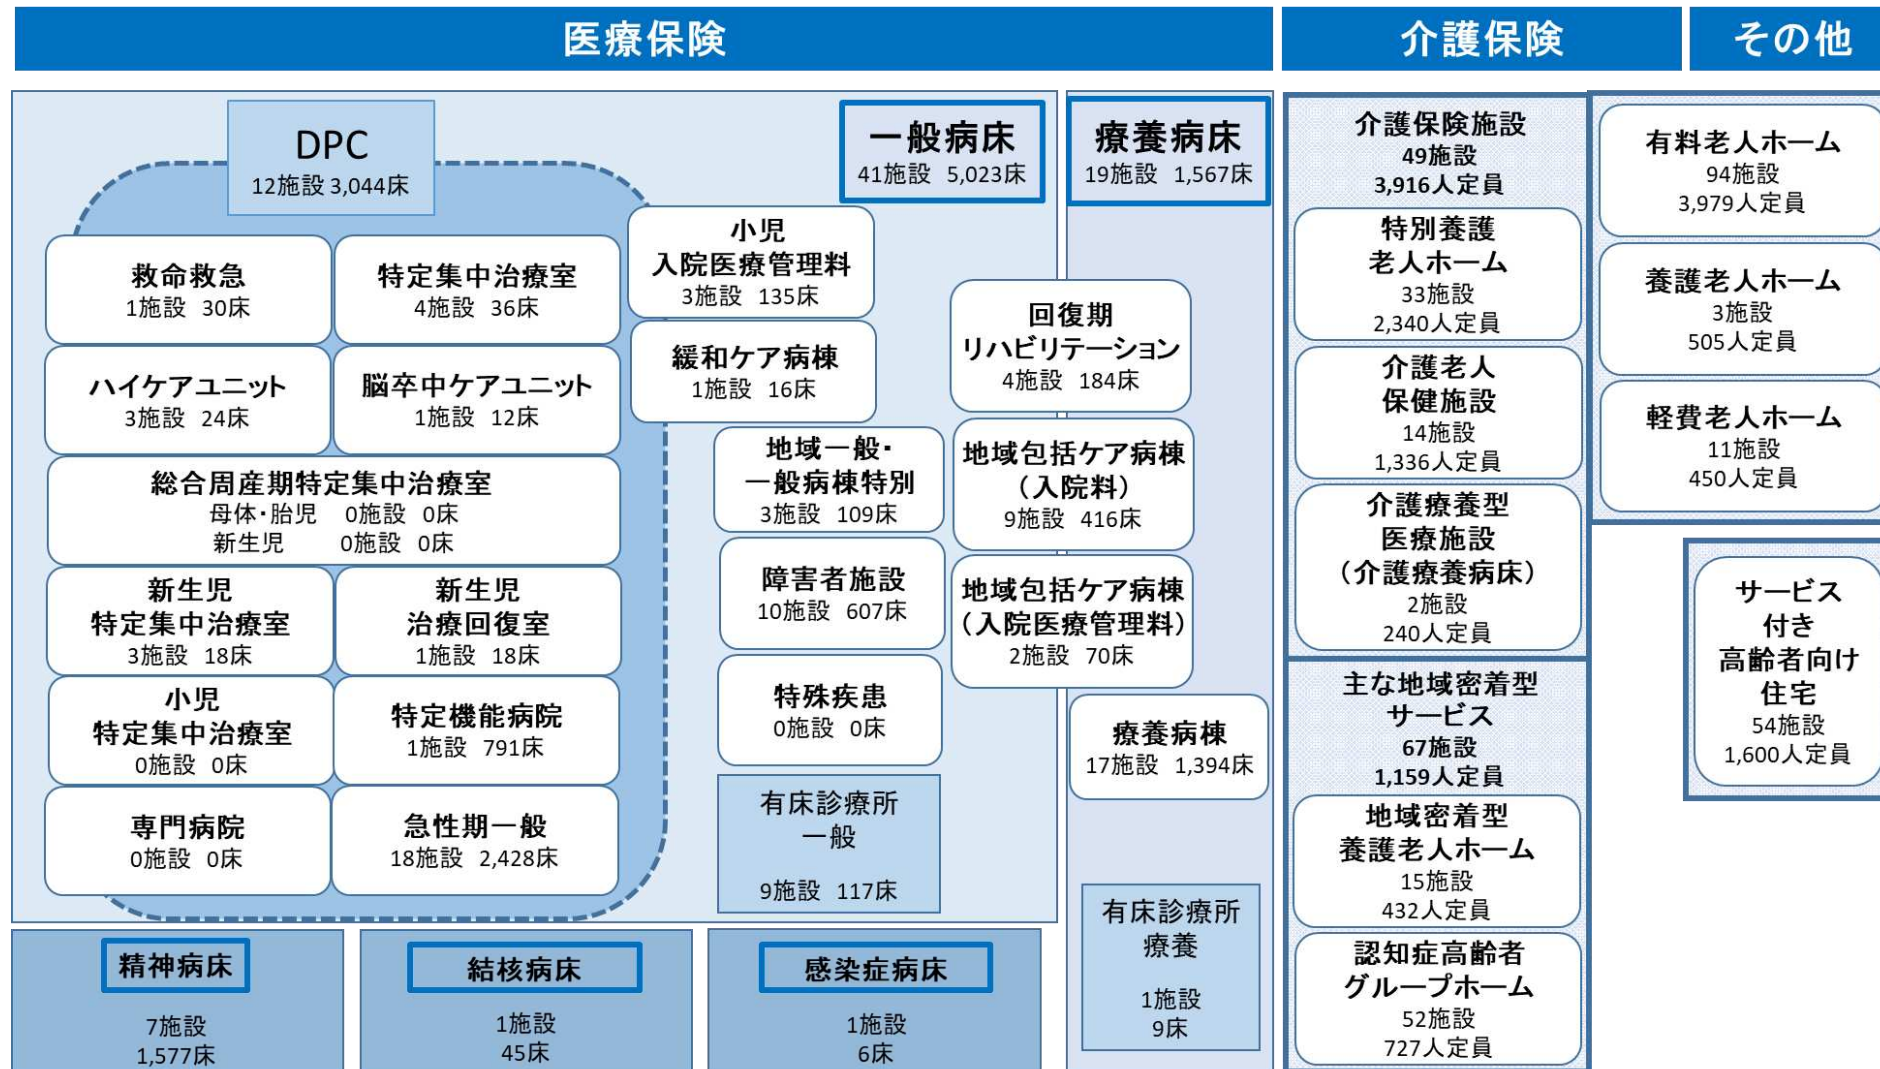 医療保険
介護保険
その他
DPC
12施設 3,044床
一般病床
41施設 5,023床
療養病床
19施設 1,567床
救命救急
1施設 30床
特定集中治療室
4施設 36床
ハイケアユニット
3施設 24床
脳卒中ケアユニット
1施設 12床
総合周産期特定集中治療室
母体・胎児 0施設 0床
新生児 0施設 0床
新生児
特定集中治療室
3施設 18床
新生児
治療回復室
1施設 18床
小児
特定集中治療室
0施設 0床
特定機能病院
1施設 791床
専門病院
0施設 0床
急性期一般
18施設 2,428床
小児
入院医療管理料
3施設 135床
緩和ケア病棟
1施設 16床
地域一般・
一般病棟特別
3施設 109床
障害者施設
10施設 607床
特殊疾患
0施設 0床
有床診療所
一般
9施設 117床
回復期
リハビリテーション
4施設 184床
地域包括ケア病棟
（入院料）
9施設 416床
地域包括ケア病棟
（入院医療管理料）
2施設 70床
療養病棟
17施設 1,394床
有床診療所
療養
1施設
9床
精神病床
7施設
1,577床
結核病床
1施設
45床
感染症病床
1施設
6床
介護保険施設
49施設
3,916人定員
特別養護
老人ホーム
33施設
2,340人定員
介護老人
保健施設
14施設
1,336人定員
介護療養型
医療施設
（介護療養病床）
2施設
240人定員
主な地域密着型
サービス
67施設
1,159人定員
地域密着型
養護老人ホーム
15施設
432人定員
認知症高齢者
グループホーム
52施設
727人定員
有料老人ホーム
94施設
3,979人定員
養護老人ホーム
3施設
505人定員
軽費老人ホーム
11施設
450人定員
サービス
付き
高齢者向け
住宅
54施設
1,600人定員